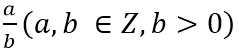 a/b (a, b ∈ Z, b > 0)